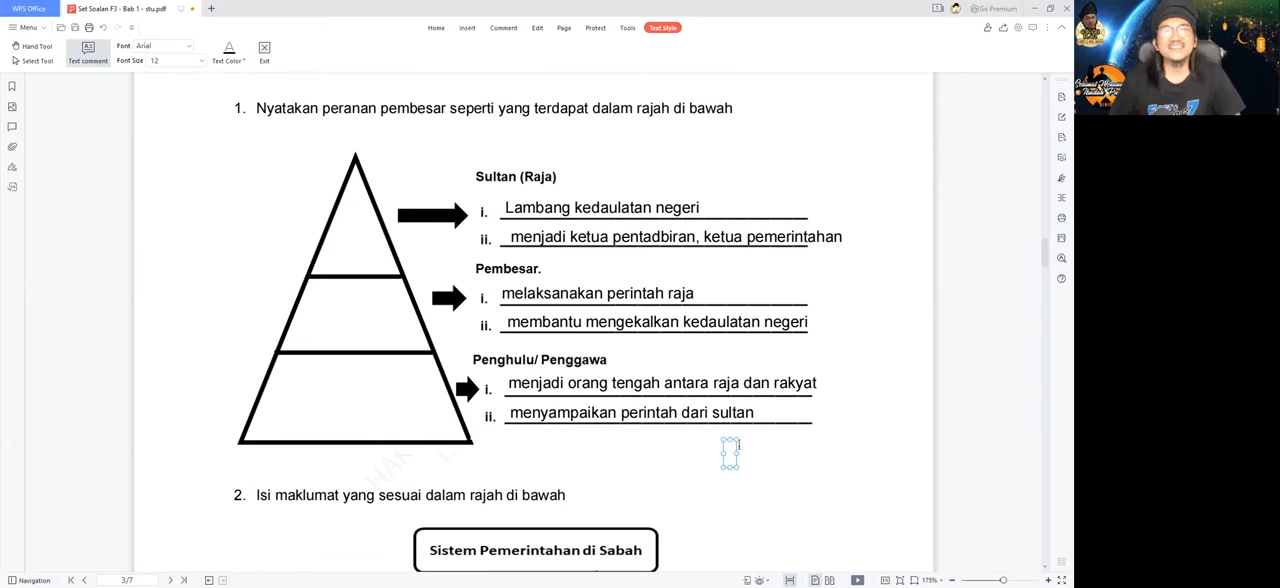 WPS Office
Set Soalan F3 - Bab 1 - stu.pdf
Go Premium
Menu
Home Insert Comment Edit Page Protect Tools Text Style
Hand Tool
Select Tool
Text comment
Font Arial
Font Size 12
Text Color
Exit
1. Nyatakan peranan pembesar seperti yang terdapat dalam rajah di bawah
Sultan (Raja)
i. Lambang kedaulatan negeri
ii. menjadi ketua pentadbiran, ketua pemerintahan
Pembesar.
i. melaksanakan perintah raja
ii. membantu mengekalkan kedaulatan negeri
Penghulu/ Penggawa
i. menjadi orang tengah antara raja dan rakyat
ii. menyampaikan perintah dari sultan
2. Isi maklumat yang sesuai dalam rajah di bawah
Sistem Pemerintahan di Sabah
Navigation
3/7
175%